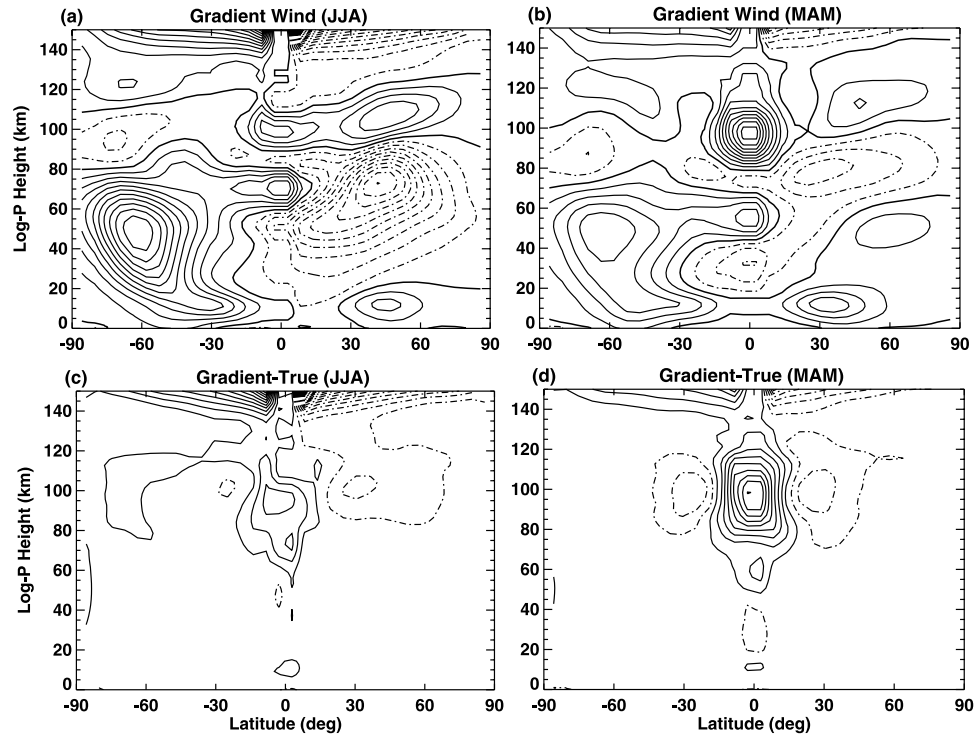 (a) Gradient Wind (JJA)
(b) Gradient Wind (MAM)
Log-P Height (km)
140
120
100
80
60
40
20
0
-90 -60 -30 0 30 60 90
140
120
100
80
60
40
20
0
-90 -60 -30 0 30 60 90
(c) Gradient-True (JJA)
(d) Gradient-True (MAM)
Log-P Height (km)
140
120
100
80
60
40
20
0
-90 -60 -30 0 30 60 90
Latitude (deg)
140
120
100
80
60
40
20
0
-90 -60 -30 0 30 60 90
Latitude (deg)